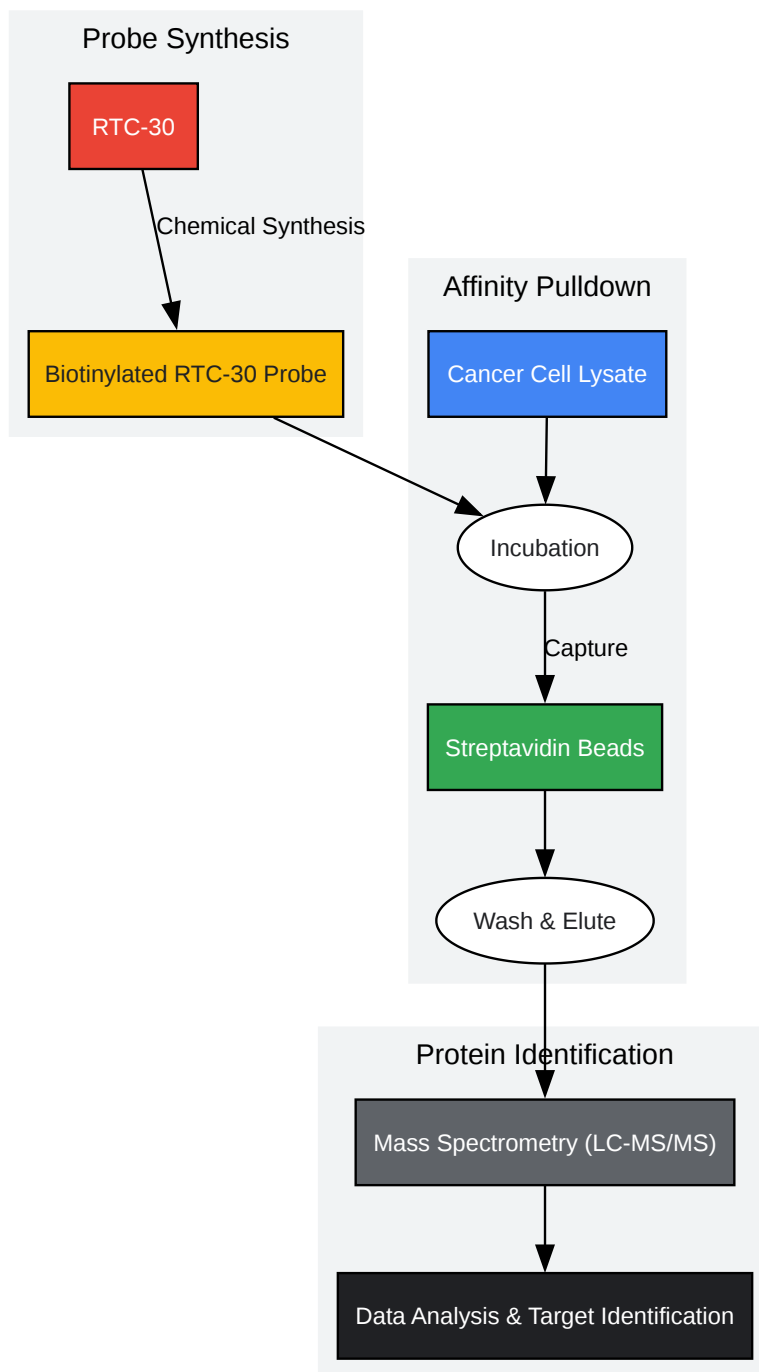 Probe Synthesis
RTC-30
Chemical Synthesis
Biotinylated RTC-30 Probe
Affinity Pulldown
Cancer Cell Lysate
Incubation
Capture
Streptavidin Beads
Wash & Elute
Protein Identification
Mass Spectrometry (LC-MS/MS)
Data Analysis & Target Identification